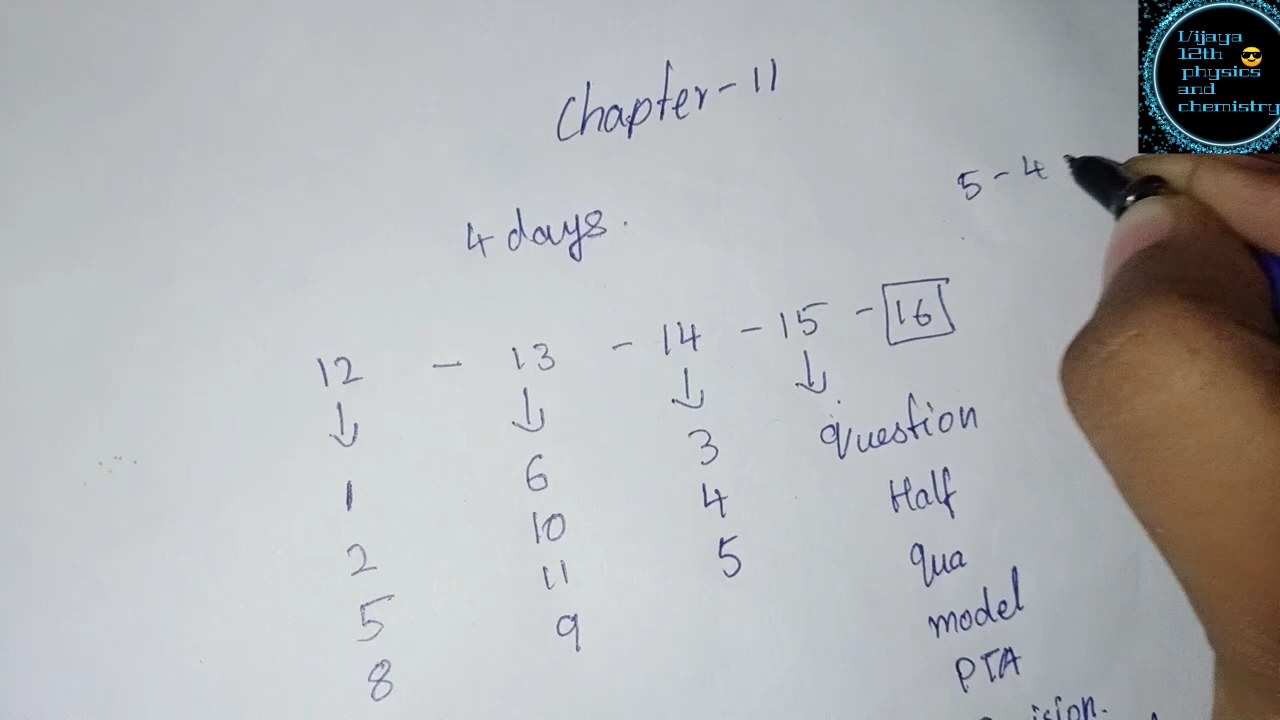 Vijaya
12th
physics
and
chemistry
Chapter - 11
5 - 4
4 days.
12 - 13 - 14 - 15 - 16
1 6 3 Question
2 10 4 Half
5 11 5 qua
8 9 model
PTA